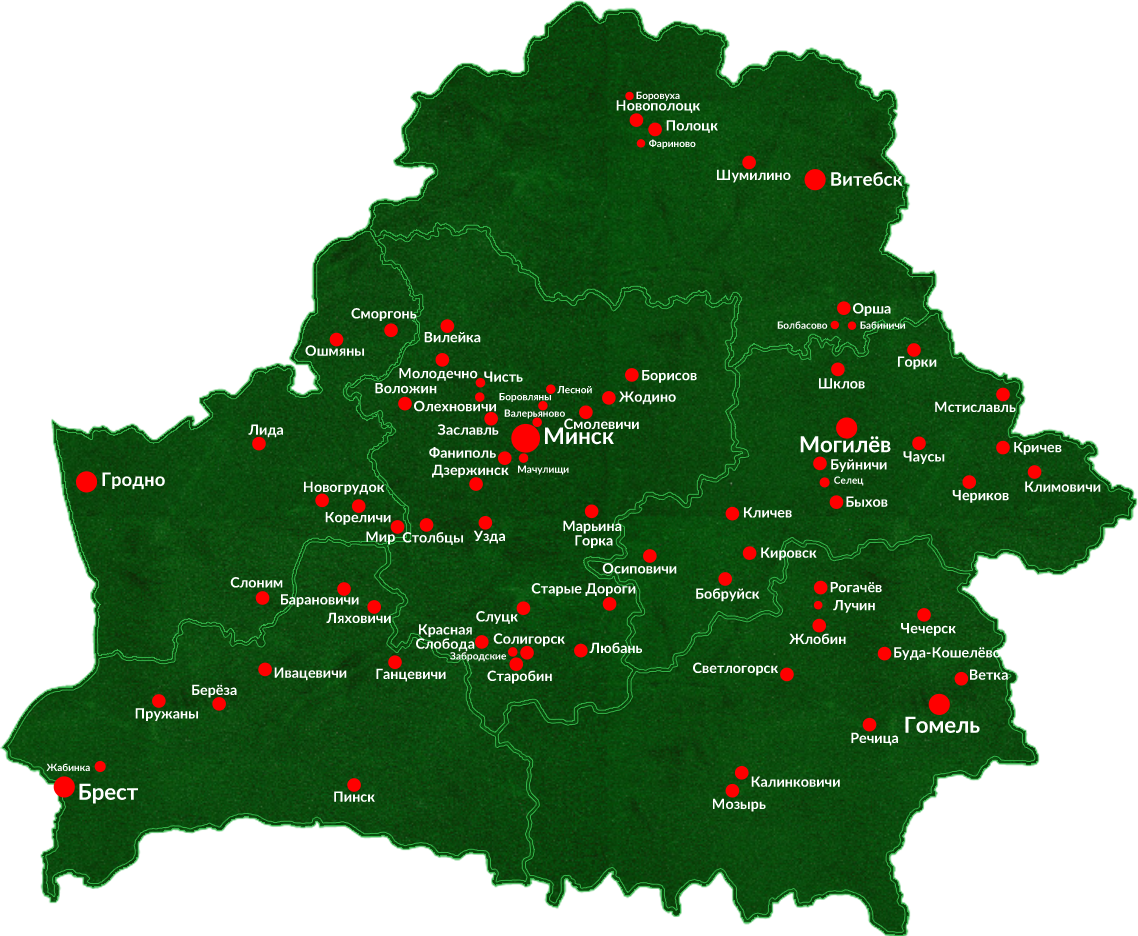 Боровуха
Новополоцк
Полоцк
Фариново
Шумилино
Витебск
Орша
Болбасово
Бабиничи
Сморгонь
Ошмяны
Вилейка
Горки
Молодечно
Чисть
Воложин
Олехновичи
Лесной
Боровляны
Валерьяново
Борисов
Жодино
Смолевичи
Заславль
Минск
Шклов
Мстиславль
Могилёв
Чаусы
Кричев
Лида
Гродно
Фаниполь
Дзержинск
Мачулищи
Буйничи
Селец
Быхов
Чериков
Климовичи
Новогрудок
Кореличи
Мир
Столбцы
Узда
Марьина
Горка
Кличев
Кировск
Осиповичи
Бобруйск
Слоним
Барановичи
Ляховичи
Старые Дороги
Слуцк
Рогачёв
Лучин
Жлобин
Чечерск
Красная
Слобода
Солигорск
Забродские
Старобин
Любань
Буда-Кошелёво
Ветка
Светлогорск
Ивацевичи
Ганцевичи
Берёза
Пружаны
Гомель
Речица
Жабинка
Брест
Пинск
Калинковичи
Мозырь